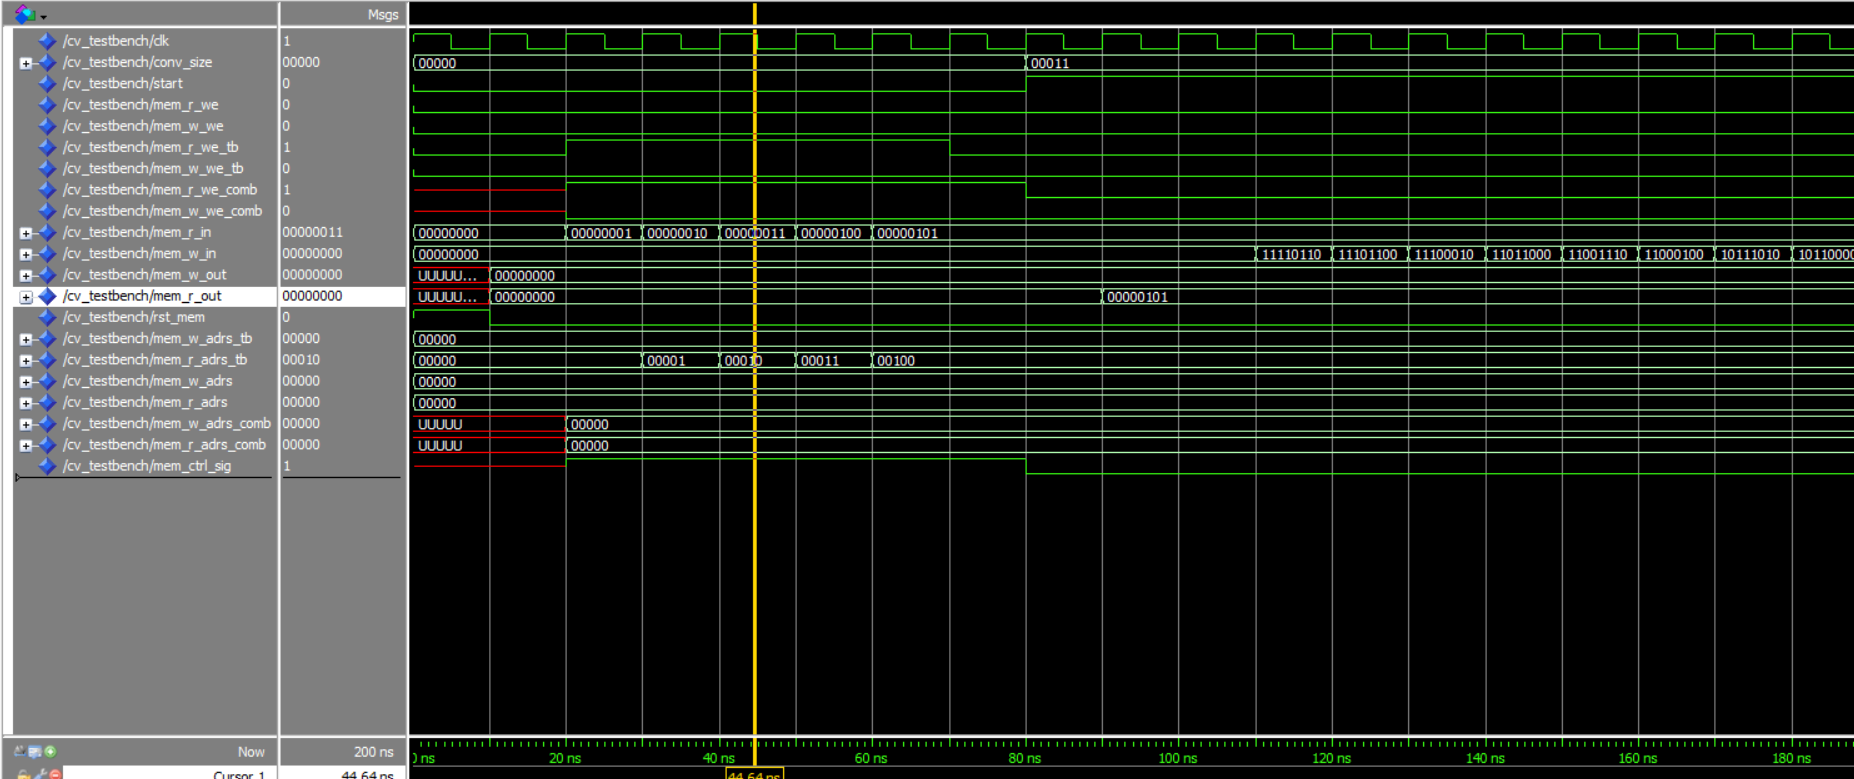 Msgs
/cv_testbench/clk 1
/cv_testbench/conv_size 00000 00000 00011
/cv_testbench/start 0
/cv_testbench/mem_r_we 0
/cv_testbench/mem_w_we 0
/cv_testbench/mem_r_we_tb 1
/cv_testbench/mem_w_we_tb 0
/cv_testbench/mem_r_we_comb 1
/cv_testbench/mem_w_we_comb 0
/cv_testbench/mem_r_in 00000011 00000000 00000001 00000010 00000011 00000100 00000101
/cv_testbench/mem_w_in 00000000 00000000 11110110 11101100 11100010 11011000 11001110 11000100 10111010 1011000
/cv_testbench/mem_w_out 00000000 UUUUU... 00000000
/cv_testbench/mem_r_out 00000000 UUUUU... 00000000 00000101
/cv_testbench/rst_mem 0
/cv_testbench/mem_w_adrs_tb 00000 00000
/cv_testbench/mem_r_adrs_tb 00010 00000 00001 00010 00011 00100
/cv_testbench/mem_w_adrs 00000 00000
/cv_testbench/mem_r_adrs 00000 00000
/cv_testbench/mem_w_adrs_comb 00000 UUUUU 00000
/cv_testbench/mem_r_adrs_comb 00000 UUUUU 00000
/cv_testbench/mem_ctrl_sig 1
Now 200 ns 0 ns 20 ns 40 ns 60 ns 80 ns 100 ns 120 ns 140 ns 160 ns 180 ns
Cursor 1 44.64 ns 44.64 ns